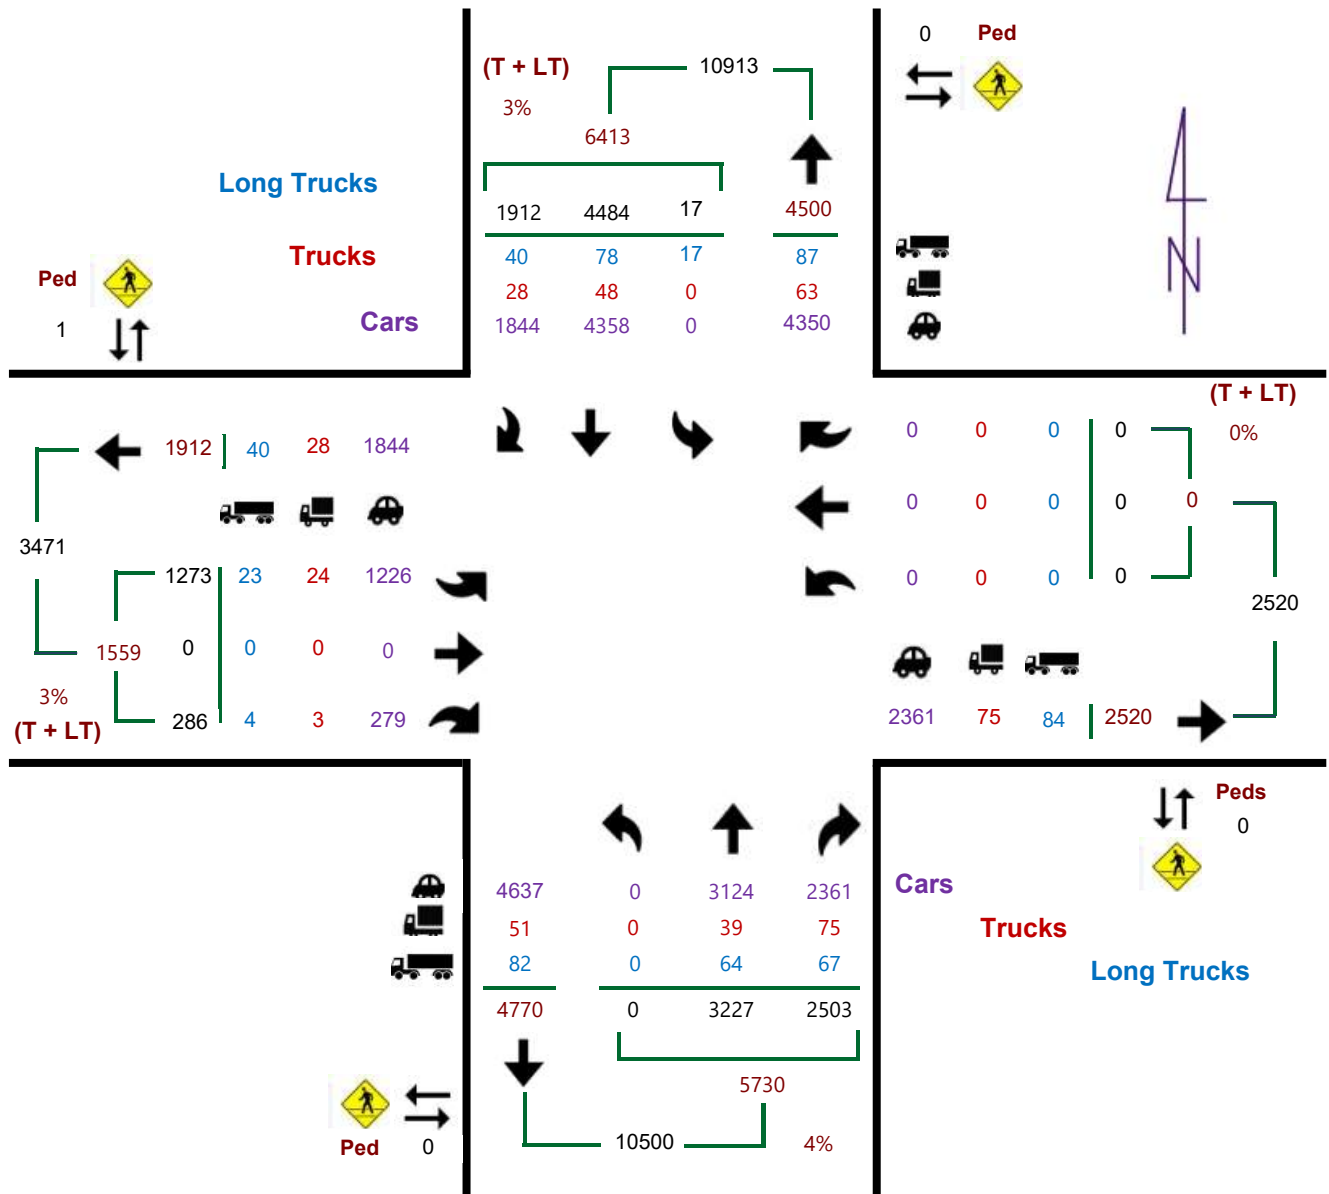 0 Ped
(T + LT) 10913
3%
6413
Long Trucks
1912 4484 17 4500
Trucks 40 78 17 87
Ped 28 48 0 63
1 Cars 1844 4358 0 4350
N
(T + LT)
1912 40 28 1844 0 0 0 0 0%
0 0 0 0 0
3471
1273 23 24 1226 0 0 0 0
2520
1559 0 0 0 0
3%
286 4 3 279 2361 75 84 2520
(T + LT)
Peds
0
4637 0 3124 2361 Cars
51 0 39 75 Trucks
82 0 64 67 Long Trucks
4770 0 3227 2503
5730
Ped 0 10500 4%